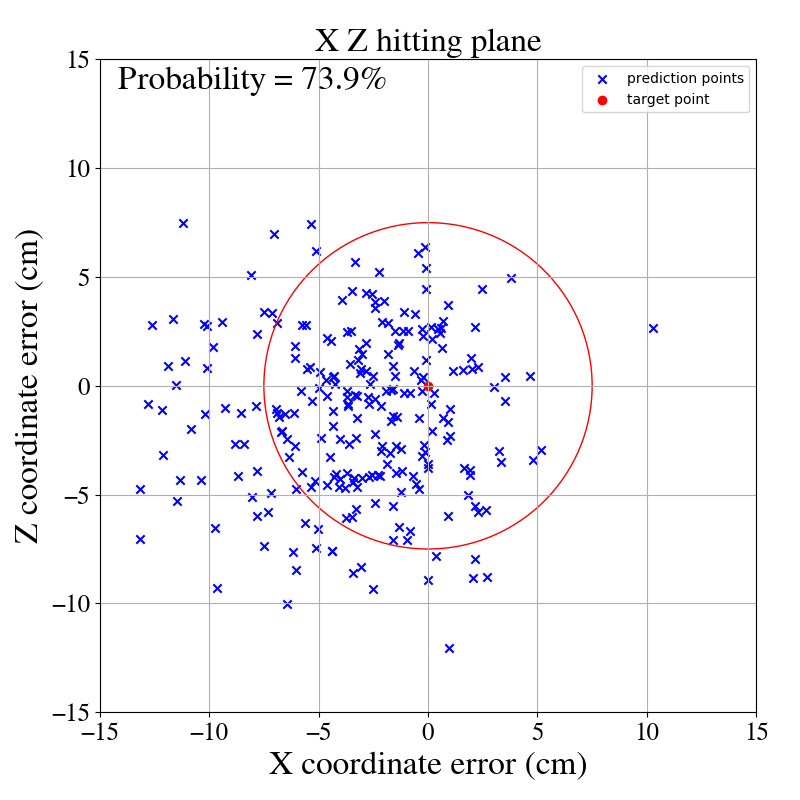 X Z hitting plane
Probability = 73.9%
prediction points
target point
15
10
5
0
−5
−10
−15
Z coordinate error (cm)
−15 −10 −5 0 5 10 15
X coordinate error (cm)